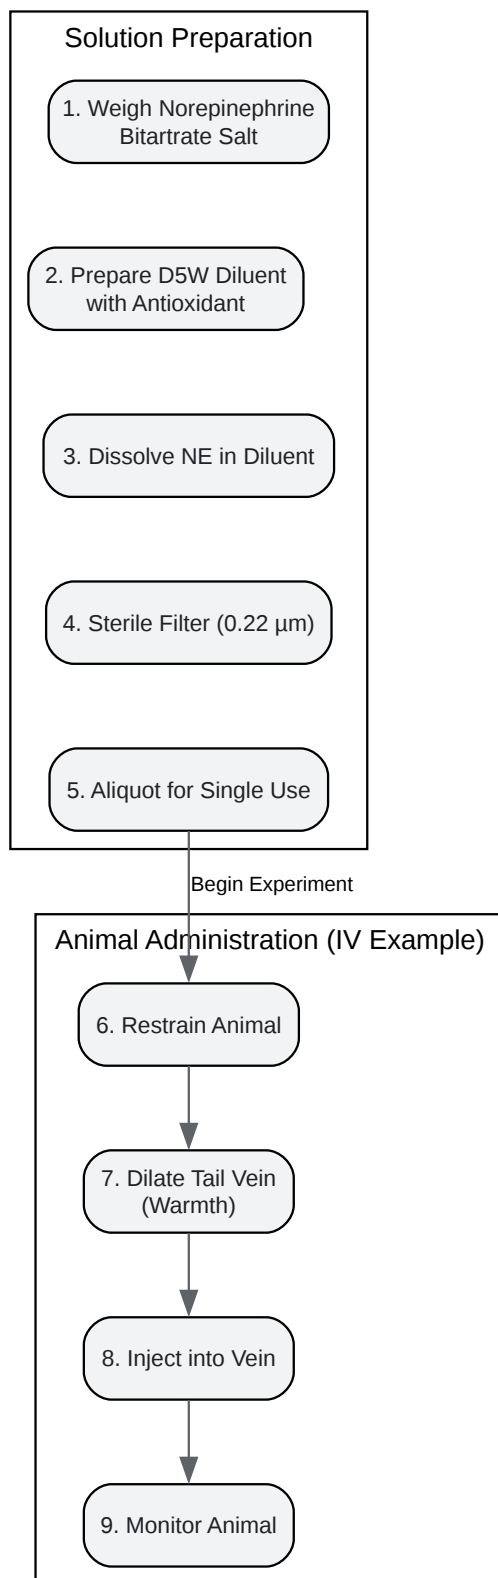 Solution Preparation
1. Weigh Norepinephrine
Bitartrate Salt
2. Prepare D5W Diluent
with Antioxidant
3. Dissolve NE in Diluent
4. Sterile Filter (0.22 µm)
5. Aliquot for Single Use
Begin Experiment
Animal Administration (IV Example)
6. Restrain Animal
7. Dilate Tail Vein
(Warmth)
8. Inject into Vein
9. Monitor Animal